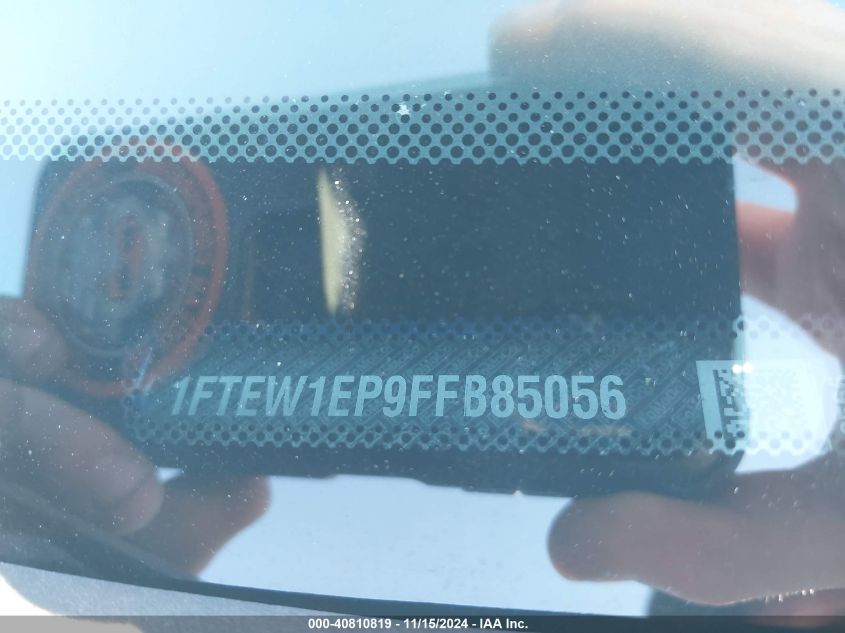 1FTEW1EP9FFB85056
000-40810819 - 11/15/2024 - IAA Inc.